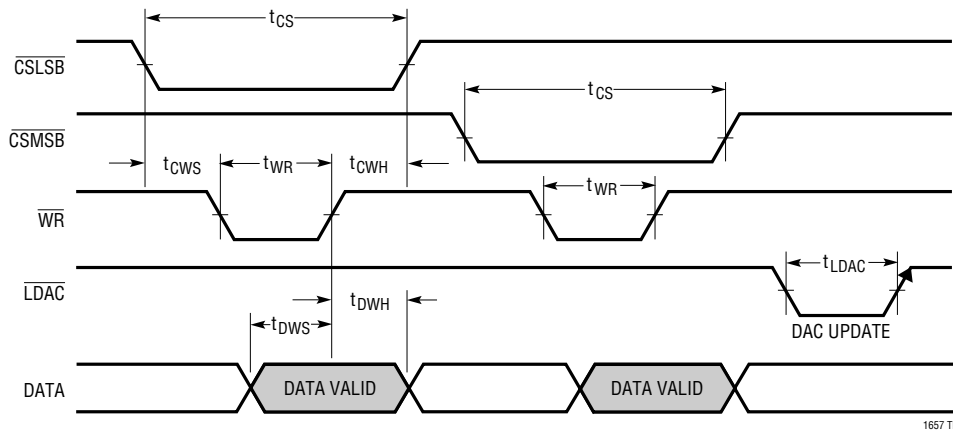 tCS
CSLSB
tCS
CSMSB
tCWS tWR tCWH
tWR
WR
tLDAC
LDAC
tDWH
tDWS
DAC UPDATE
DATA DATA VALID DATA VALID
1657 T